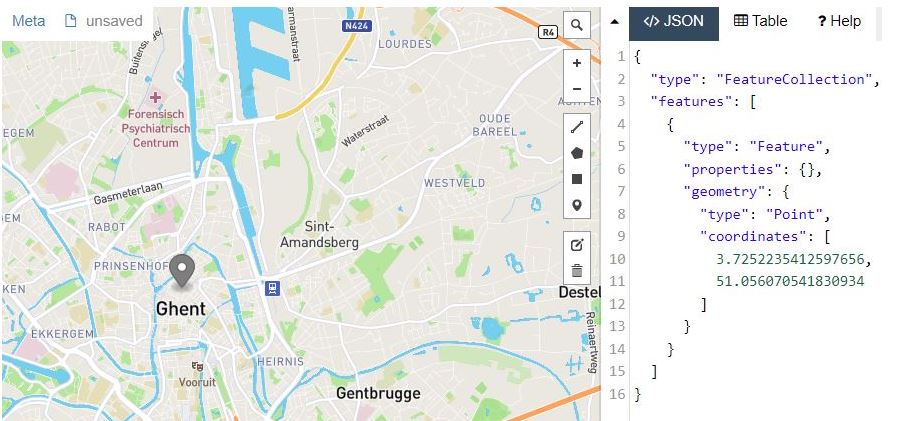 Meta unsaved
N424
R4
LOURDES
Forensisch
Psychiatrisch
Centrum
Waterstraat
OUDE
BAREEL
EGEM
WESTVELD
Gasmeterlaan
RABOT
Sint-
Amandsberg
PRINSENHOF
KEN
Ghent
Destel
Reinaertweg
EKKERGEM
HEIRNIS
Vooruit
Gentbrugge
</> JSON Table ? Help
1 {
2 "type": "FeatureCollection",
3 "features": [
4 {
5 "type": "Feature",
6 "properties": {},
7 "geometry": {
8 "type": "Point",
9 "coordinates": [
10 3.7252235412597656,
11 51.056070541830934
12 ]
13 }
14 }
15 ]
16 }